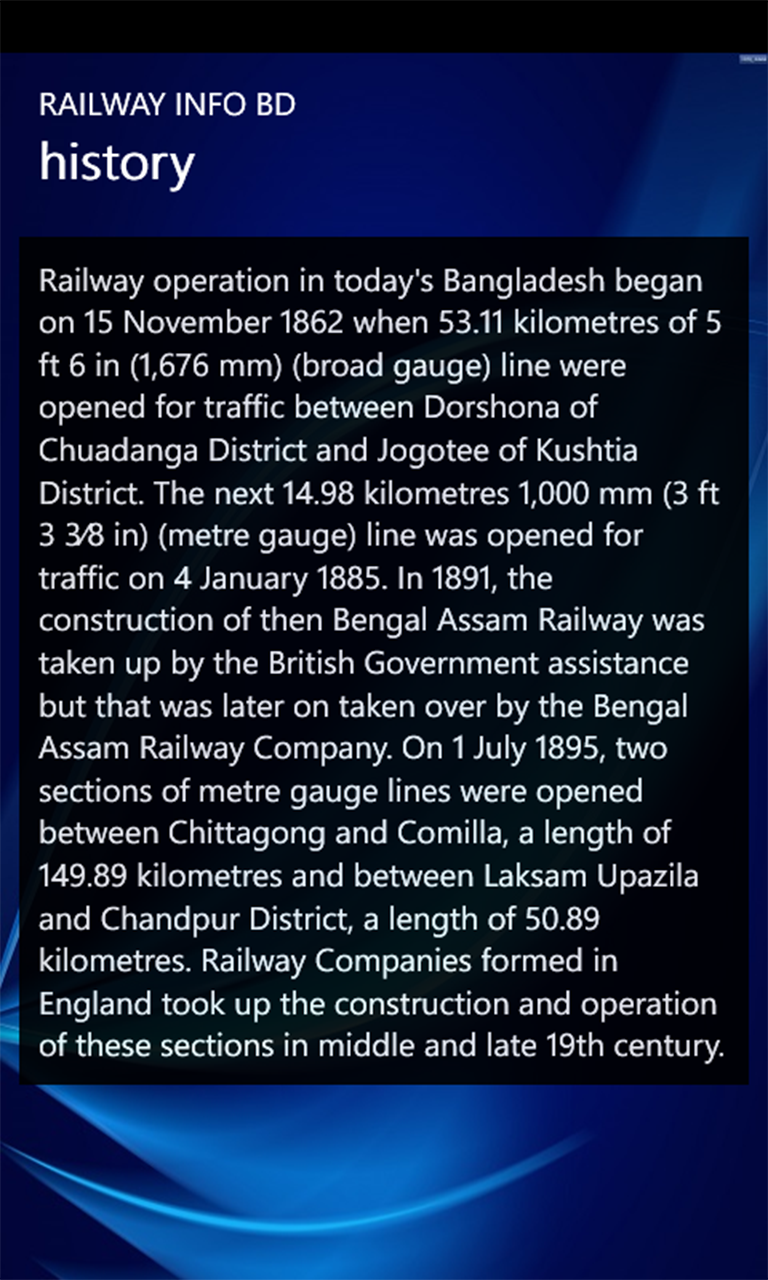 RAILWAY INFO BD
history
Railway operation in today's Bangladesh began
on 15 November 1862 when 53.11 kilometres of 5
ft 6 in (1,676 mm) (broad gauge) line were
opened for traffic between Dorshona of
Chuadanga District and Jogotee of Kushtia
District. The next 14.98 kilometres 1,000 mm (3 ft
3 3⁄8 in) (metre gauge) line was opened for
traffic on 4 January 1885. In 1891, the
construction of then Bengal Assam Railway was
taken up by the British Government assistance
but that was later on taken over by the Bengal
Assam Railway Company. On 1 July 1895, two
sections of metre gauge lines were opened
between Chittagong and Comilla, a length of
149.89 kilometres and between Laksam Upazila
and Chandpur District, a length of 50.89
kilometres. Railway Companies formed in
England took up the construction and operation
of these sections in middle and late 19th century.